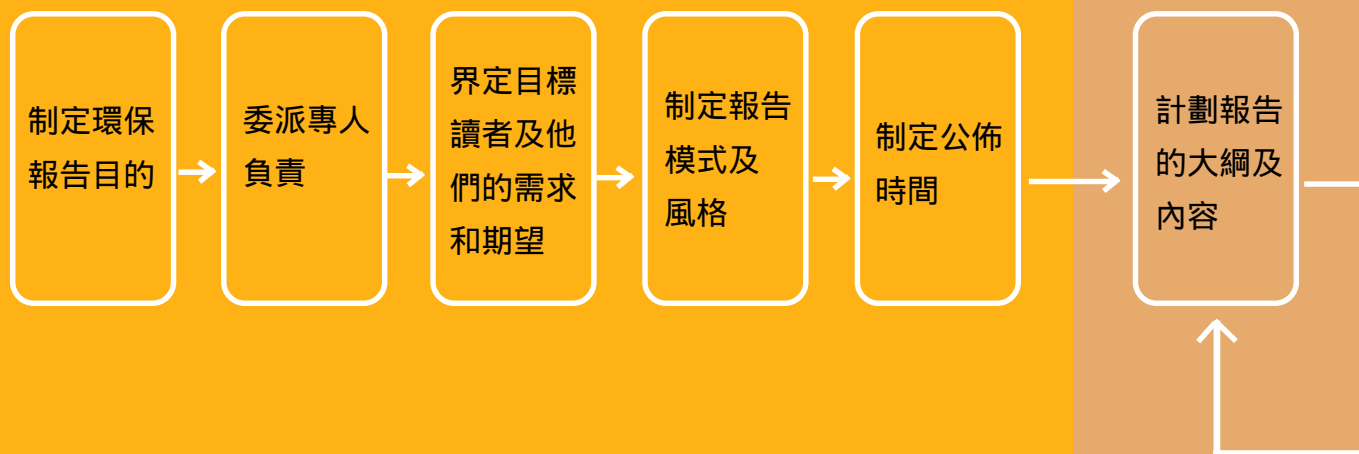 制定環保
報告目的
委派專人
負責
界定目標
讀者及他
們的需求
和期望
制定報告
模式及
風格
制定公佈
時間
計劃報告
的大綱及
內容